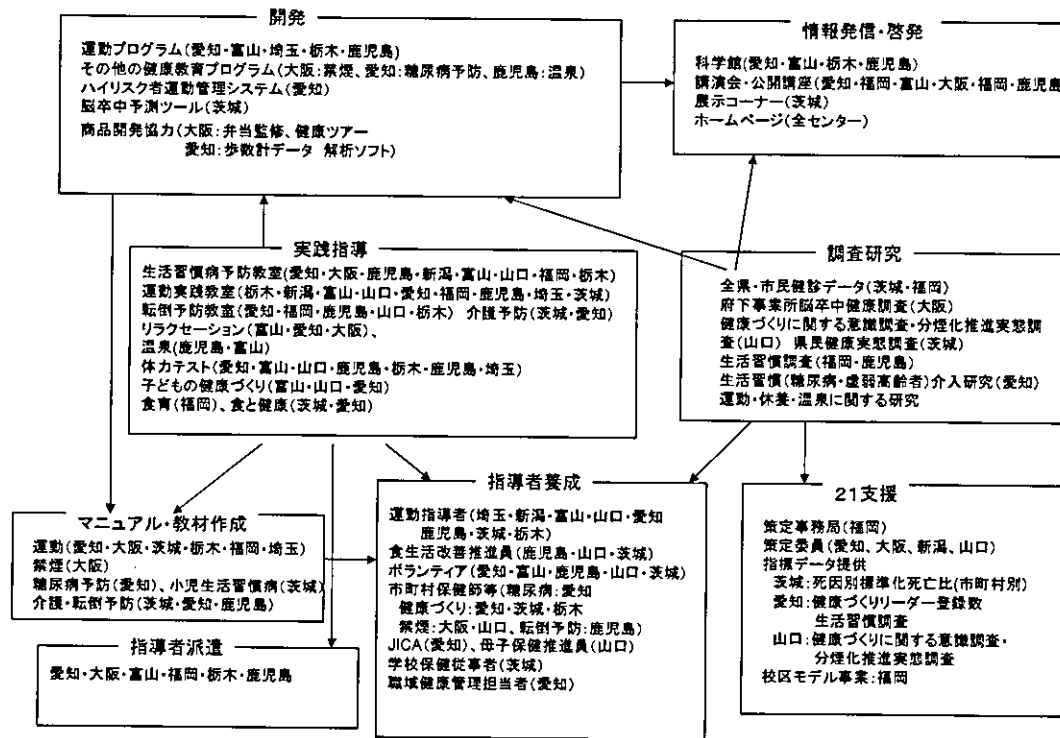 開発
運動プログラム(愛知・富山・埼玉・栃木・鹿児島)
その他の健康教育プログラム(大阪:禁煙、愛知:糖尿病予防、鹿児島:温泉)
ハイリスク者運動管理システム(愛知)
脳卒中予測ツール(茨城)
商品開発協力(大阪:弁当監修、健康ツアー
愛知:歩数計データ 解析ソフト)
情報発信・啓発
科学館(愛知・富山・栃木・鹿児島)
講演会・公開講座(愛知・福岡・富山・大阪・福岡・鹿児島
展示コーナー(茨城)
ホームページ(全センター)
実践指導
生活習慣病予防教室(愛知・大阪・鹿児島・新潟・富山・山口・福岡・栃木)
運動実践教室(栃木・新潟・富山・山口・愛知・福岡・鹿児島・埼玉・茨城)
転倒予防教室(愛知・福岡・鹿児島・山口・栃木) 介護予防(茨城・愛知)
リラクセーション(富山・愛知・大阪)、
温泉(鹿児島・富山)
体力テスト(愛知・富山・山口・鹿児島・栃木・鹿児島・埼玉)
子どもの健康づくり(富山・山口・愛知)
食育(福岡)、食と健康(茨城・愛知)
調査研究
全県・市民健診データ(茨城・福岡)
府下事業所脳卒中健康調査(大阪)
健康づくりに関する意識調査・分煙化推進実態調
査(山口) 県民健康実態調査(茨城)
生活習慣調査(福岡・鹿児島)
生活習慣(糖尿病・虚弱高齢者)介入研究(愛知)
運動・休養・温泉に関する研究
マニュアル・教材作成
運動(愛知・大阪・茨城・栃木・福岡・埼玉)
禁煙(大阪)
糖尿病予防(愛知)、小児生活習慣病(茨城)
介護・転倒予防(茨城・愛知・鹿児島)
指導者派遣
愛知・大阪・富山・福岡・栃木・鹿児島
指導者養成
運動指導者(埼玉・新潟・富山・山口・愛知
鹿児島・茨城・栃木)
食生活改善推進員(鹿児島・山口・茨城)
ボランティア(愛知・富山・鹿児島・山口・茨城)
市町村保健師等(糖尿病:愛知
健康づくり:愛知・茨城・栃木
禁煙:大阪・山口、転倒予防:鹿児島)
JICA(愛知)、母子保健推進員(山口)
学校保健従事者(茨城)
職域健康管理担当者(愛知)
21支援
策定事務局(福岡)
策定委員(愛知、大阪、新潟、山口)
指標データ提供
茨城:死因別標準化死亡比(市町村別)
愛知:健康づくりリーダー登録数
生活習慣調査
山口:健康づくりに関する意識調査・
分煙化推進実態調査
校区モデル事業:福岡